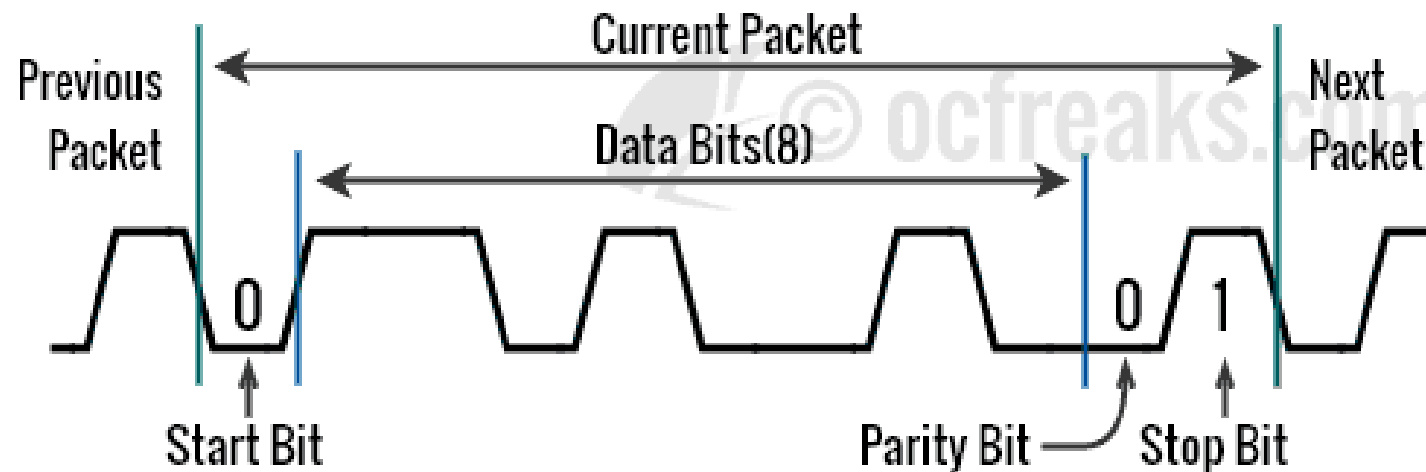 Current Packet
Previous
Packet
Next
Packet
© ocfreaks.com
Data Bits(8)
0
0
1
Start Bit
Parity Bit
Stop Bit